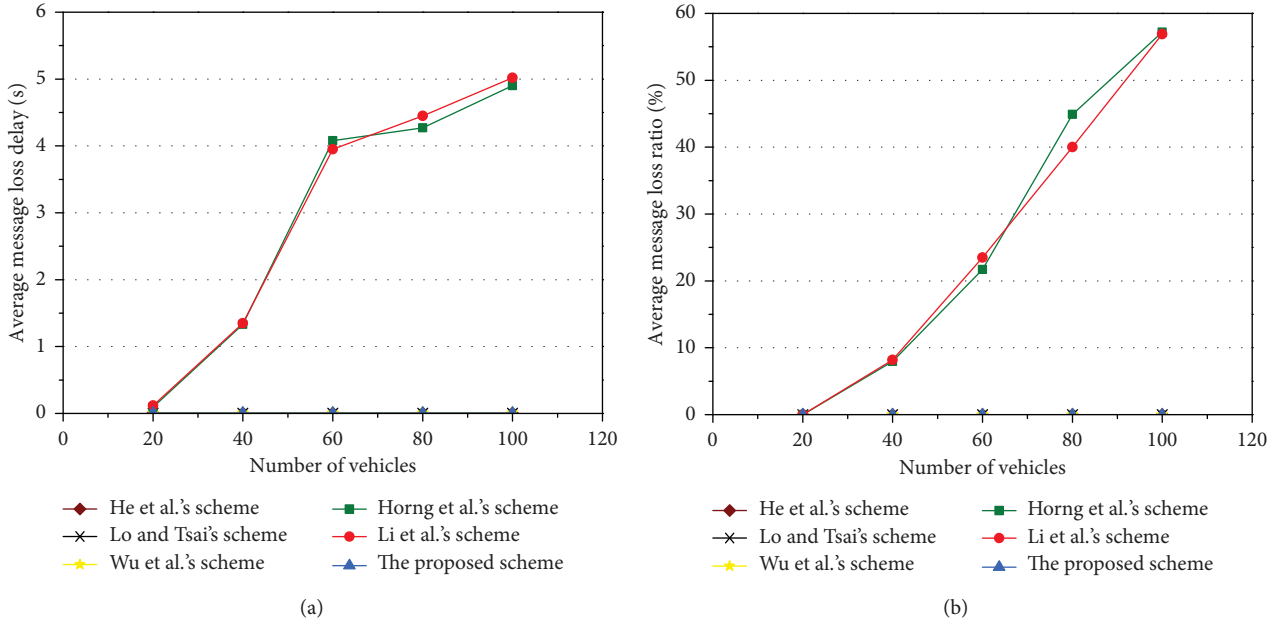 6
5
4
3
2
1
0
Average message loss delay (s)
0 20 40 60 80 100 120
Number of vehicles
He et al.'s scheme
Lo and Tsai's scheme
Wu et al.'s scheme
Horng et al.'s scheme
Li et al.'s scheme
The proposed scheme
(a)
60
50
40
30
20
10
0
Average message loss ratio (%)
0 20 40 60 80 100 120
Number of vehicles
He et al.'s scheme
Lo and Tsai's scheme
Wu et al.'s scheme
Horng et al.'s scheme
Li et al.'s scheme
The proposed scheme
(b)